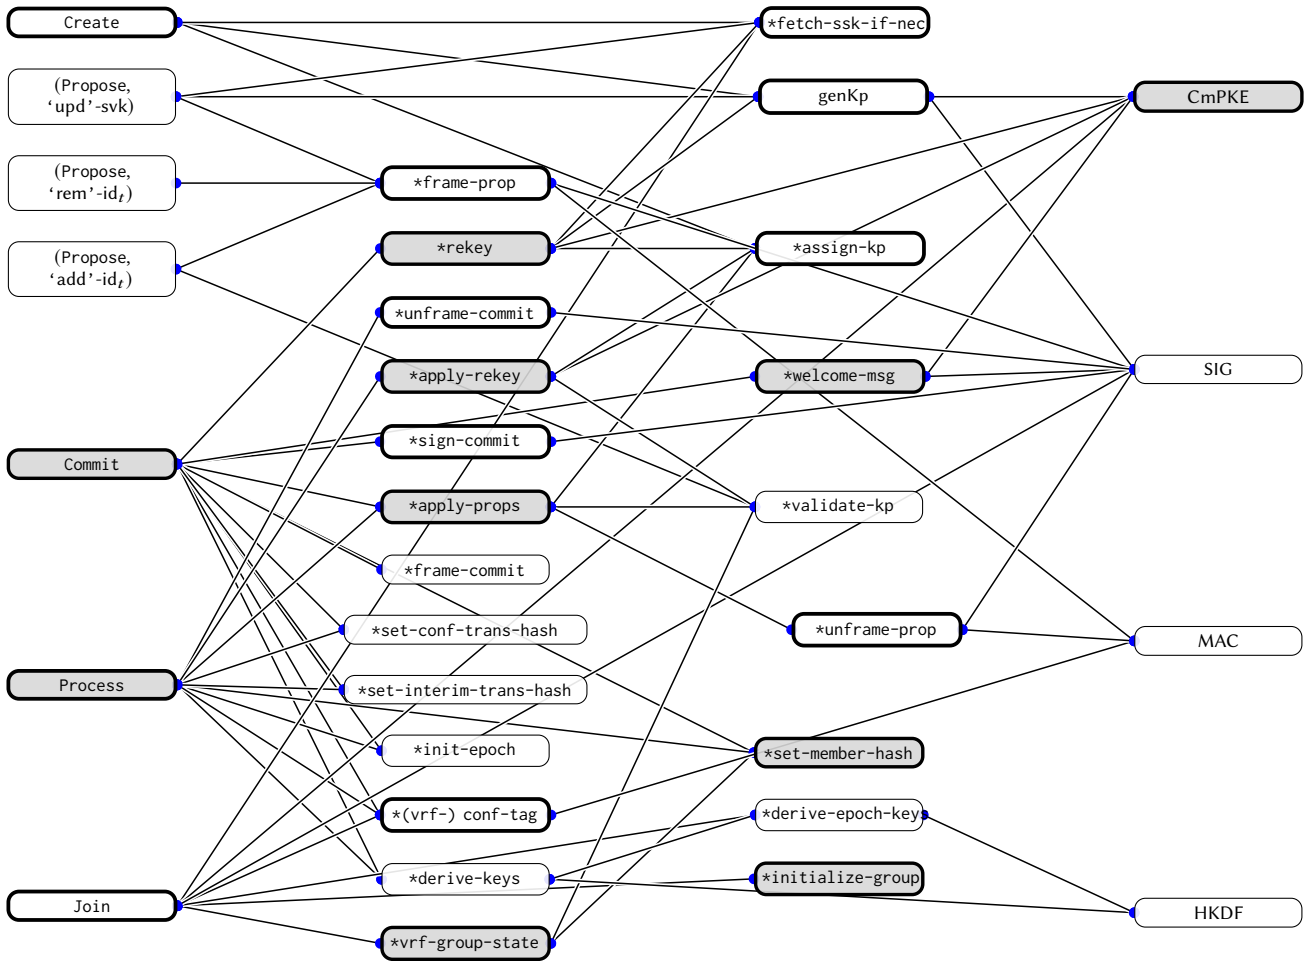 Create
*fetch-ssk-if-nec
(Propose,
‘upd’-svk)
genKp
CmPKE
(Propose,
‘rem’-idt)
*frame-prop
*rekey
*assign-kp
(Propose,
‘add’-idt)
*unframe-commit
*apply-rekey
*welcome-msg
SIG
*sign-commit
Commit
*apply-props
*validate-kp
*frame-commit
*set-conf-trans-hash
*unframe-prop
MAC
Process
*set-interim-trans-hash
*init-epoch
*set-member-hash
*(vrf-) conf-tag
*derive-epoch-keys
*derive-keys
*initialize-group
Join
HKDF
*vrf-group-state